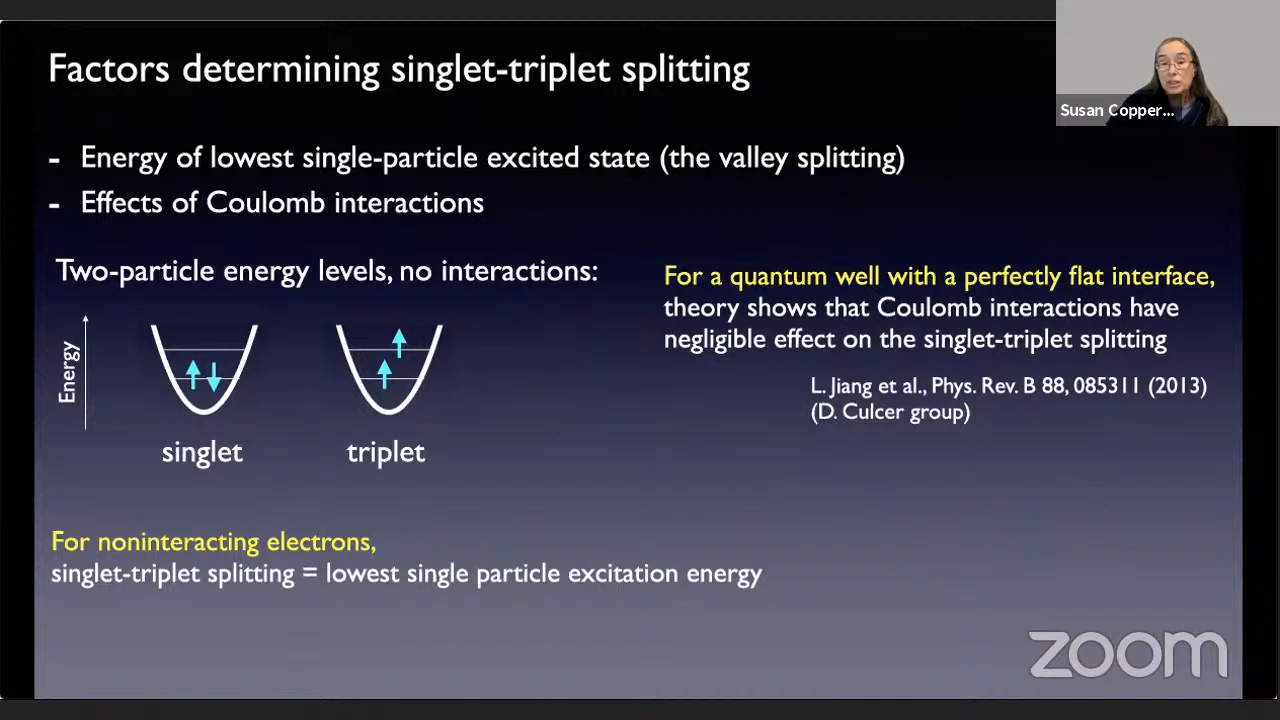 Factors determining singlet-triplet splitting
Susan Copper...
- Energy of lowest single-particle excited state (the valley splitting)
- Effects of Coulomb interactions
Two-particle energy levels, no interactions:
Energy
singlet
triplet
For a quantum well with a perfectly flat interface,
theory shows that Coulomb interactions have
negligible effect on the singlet-triplet splitting
L. Jiang et al., Phys. Rev. B 88, 085311 (2013)
(D. Culcer group)
For noninteracting electrons,
singlet-triplet splitting = lowest single particle excitation energy
zoom